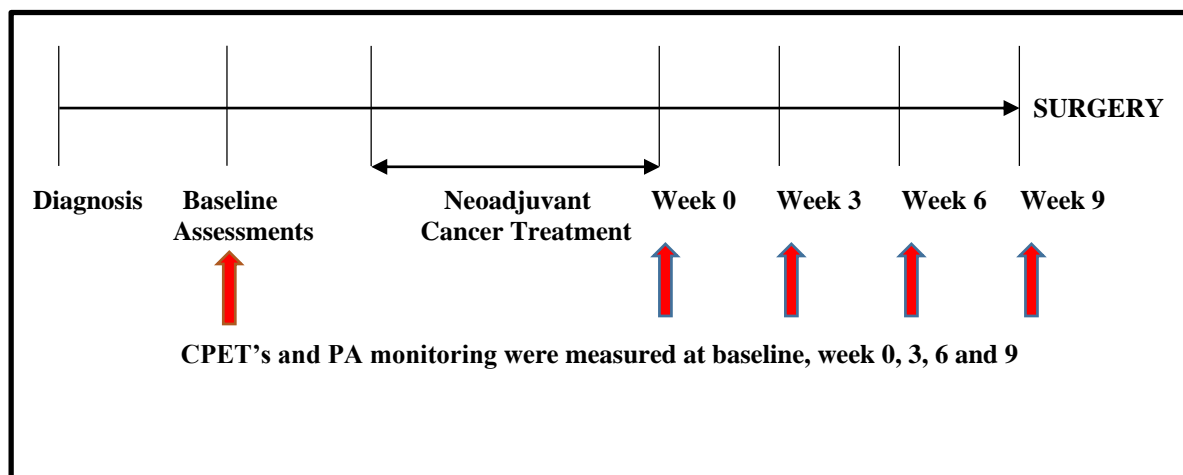 SURGERY
Diagnosis
Baseline
Assessments
Neoadjuvant
Cancer Treatment
Week 0
Week 3
Week 6
Week 9
CPET’s and PA monitoring were measured at baseline, week 0, 3, 6 and 9